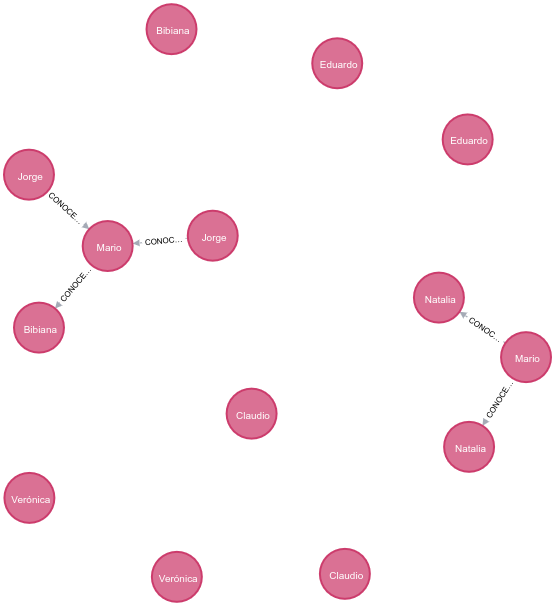 Bibiana
Eduardo
Eduardo
Jorge
CONOCE…
Mario
CONOC…
Jorge
CONOCE…
Bibiana
Natalia
CONOC…
Mario
CONOCE…
Natalia
Claudio
Verónica
Verónica
Claudio